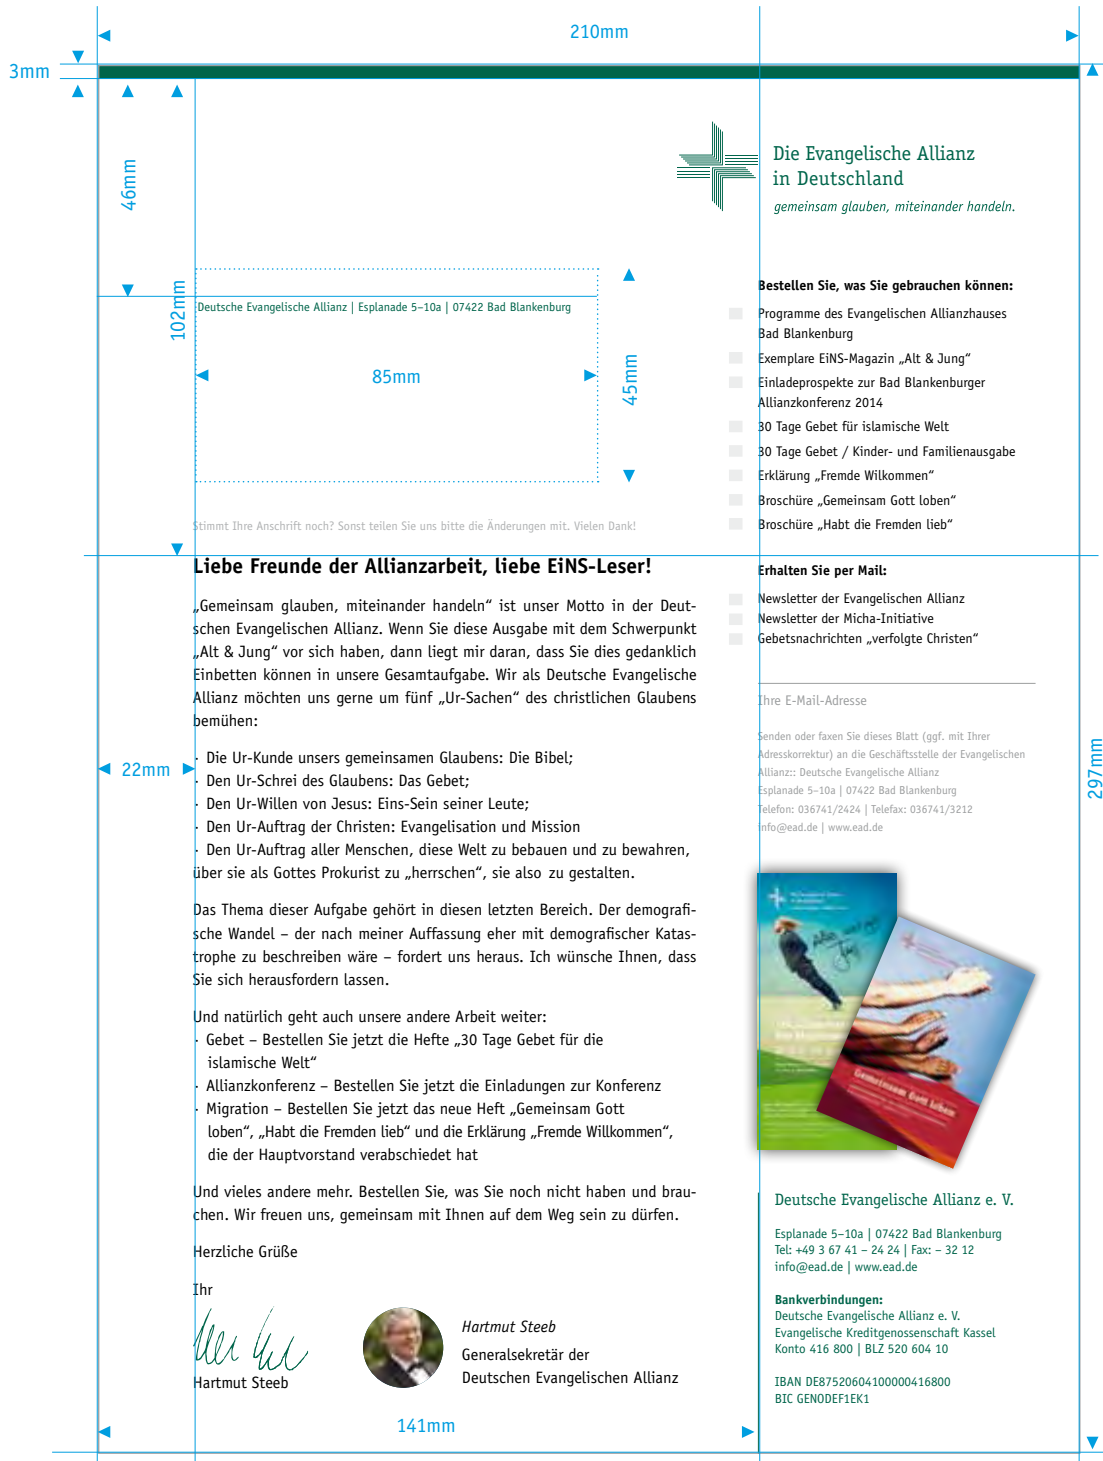 210mm
3mm
46mm
Die Evangelische Allianz
in Deutschland
gemeinsam glauben, miteinander handeln.
102mm
Deutsche Evangelische Allianz | Esplanade 5–10a | 07422 Bad Blankenburg
85mm
45mm
Stimmt Ihre Anschrift noch? Sonst teilen Sie uns bitte die Änderungen mit. Vielen Dank!
Bestellen Sie, was Sie gebrauchen können:
Programme des Evangelischen Allianzhauses
Bad Blankenburg
Exemplare EiNS-Magazin „Alt & Jung“
Einladeprospekte zur Bad Blankenburger
Allianzkonferenz 2014
30 Tage Gebet für islamische Welt
30 Tage Gebet / Kinder- und Familienausgabe
Erklärung „Fremde Wilkommen“
Broschüre „Gemeinsam Gott loben“
Broschüre „Habt die Fremden lieb“
Liebe Freunde der Allianzarbeit, liebe EiNS-Leser!
„Gemeinsam glauben, miteinander handeln“ ist unser Motto in der Deut-
schen Evangelischen Allianz. Wenn Sie diese Ausgabe mit dem Schwerpunkt
„Alt & Jung“ vor sich haben, dann liegt mir daran, dass Sie dies gedanklich
Einbetten können in unsere Gesamtaufgabe. Wir als Deutsche Evangelische
Allianz möchten uns gerne um fünf „Ur-Sachen“ des christlichen Glaubens
bemühen:
· Die Ur-Kunde unsers gemeinsamen Glaubens: Die Bibel;
· Den Ur-Schrei des Glaubens: Das Gebet;
· Den Ur-Willen von Jesus: Eins-Sein seiner Leute;
· Den Ur-Auftrag der Christen: Evangelisation und Mission
· Den Ur-Auftrag aller Menschen, diese Welt zu bebauen und zu bewahren,
über sie als Gottes Prokurist zu „herrschen“, sie also zu gestalten.
Das Thema dieser Aufgabe gehört in diesen letzten Bereich. Der demografi-
sche Wandel – der nach meiner Auffassung eher mit demografischer Katas-
trophe zu beschreiben wäre – fordert uns heraus. Ich wünsche Ihnen, dass
Sie sich herausfordern lassen.
Und natürlich geht auch unsere andere Arbeit weiter:
· Gebet – Bestellen Sie jetzt die Hefte „30 Tage Gebet für die
islamische Welt“
· Allianzkonferenz – Bestellen Sie jetzt die Einladungen zur Konferenz
· Migration – Bestellen Sie jetzt das neue Heft „Gemeinsam Gott
loben“, „Habt die Fremden lieb“ und die Erklärung „Fremde Willkommen“,
die der Hauptvorstand verabschiedet hat
Und vieles andere mehr. Bestellen Sie, was Sie noch nicht haben und brau-
chen. Wir freuen uns, gemeinsam mit Ihnen auf dem Weg sein zu dürfen.
Herzliche Grüße
Ihr
Hartmut Steeb
Hartmut Steeb
Generalsekretär der
Deutschen Evangelischen Allianz
22mm
141mm
Erhalten Sie per Mail:
Newsletter der Evangelischen Allianz
Newsletter der Micha-Initiative
Gebetsnachrichten „verfolgte Christen“
Ihre E-Mail-Adresse
Senden oder faxen Sie dieses Blatt (ggf. mit Ihrer
Adresskorrektur) an die Geschäftsstelle der Evangelischen
Allianz:: Deutsche Evangelische Allianz
Esplanade 5–10a | 07422 Bad Blankenburg
Telefon: 036741/2424 | Telefax: 036741/3212
info@ead.de | www.ead.de
297mm
Gemeinsam Gott loben
Deutsche Evangelische Allianz e. V.
Esplanade 5–10a | 07422 Bad Blankenburg
Tel: +49 3 67 41 – 24 24 | Fax: – 32 12
info@ead.de | www.ead.de
Bankverbindungen:
Deutsche Evangelische Allianz e. V.
Evangelische Kreditgenossenschaft Kassel
Konto 416 800 | BLZ 520 604 10
IBAN DE87520604100000416800
BIC GENODEF1EK1